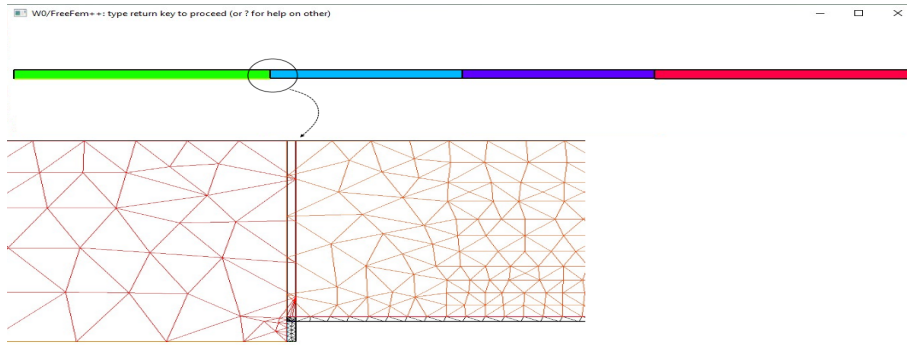 W0/FreeFem++: type return key to proceed (or ? for help on other)